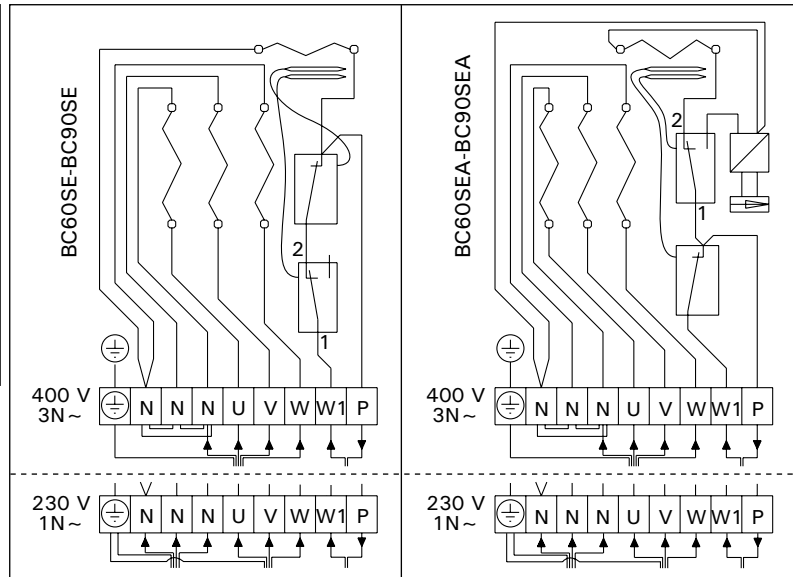 BC60SE-BC90SE
2
1
400 V
3N~
N N N U V W W1 P
230 V
1N~
N N N U V W W1 P
BC60SEA-BC90SEA
2
1
400 V
3N~
N N N U V W W1 P
230 V
1N~
N N N U V W W1 P